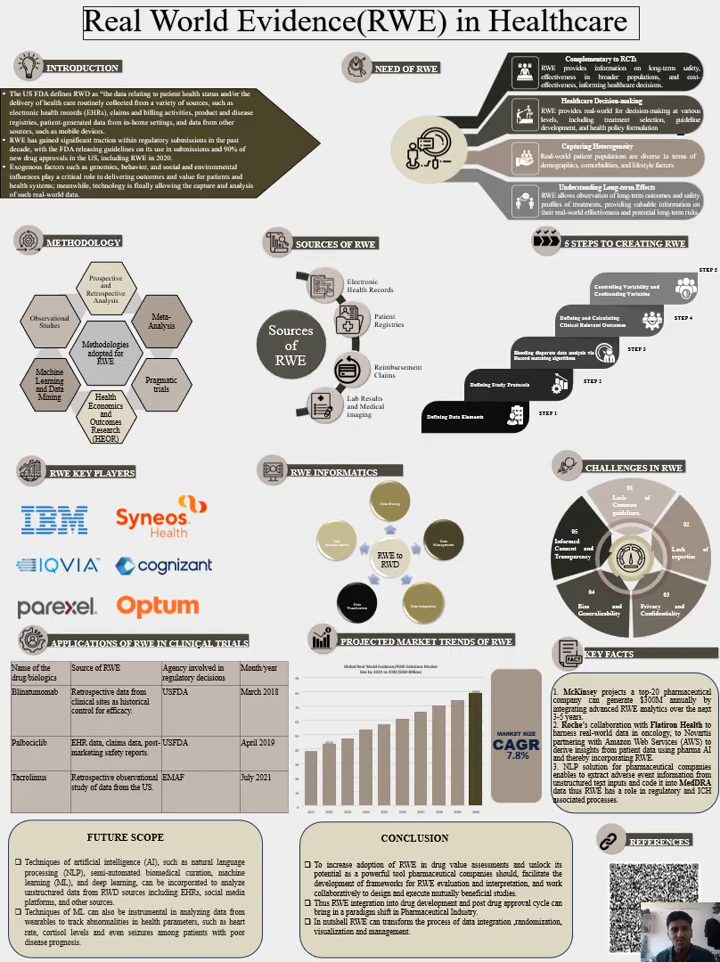 Real World Evidence(RWE) in Healthcare
INTRODUCTION
• The US FDA defines RWD as “the data relating to patient health status and/or the
delivery of health care routinely collected from a variety of sources, such as
electronic health records (EHRs), claims and billing activities, product and disease
registries, patient-generated data from in-home settings, and data from other
sources, such as mobile devices.
• RWE has gained significant traction within regulatory submissions in the past
decade, with the FDA releasing guidelines on its use in submissions and 90% of
new drug approvals in the US, including RWE in 2020.
• Exogenous factors such as genomics, behavior, and social and environmental
influences play a critical role in delivering outcomes and value for patients and
health systems; meanwhile, technology is finally allowing the capture and analysis
of such real-world data.
NEED OF RWE
Complementary to RCTs
RWE provides information on long-term safety,
effectiveness in broader populations, and cost-
effectiveness, informing healthcare decisions.
Healthcare Decision-making
RWE provides real-world for decision-making at various
levels, including treatment selection, guideline
development, and health policy formulation
Capturing Heterogeneity
Real-world patient populations are diverse in terms of
demographics, comorbidities, and lifestyle factors
Understanding Long-term Effects
RWE allows observation of long-term outcomes and safety
profiles of treatments, providing valuable information on
their real-world effectiveness and potential long-term risks.
METHODOLOGY
Prospective
and
Retrospective
Analysis
Observational
Studies
Meta-
Analysis
Methodologies
adopted for
RWE
Machine
Learning
and Data
Mining
Pragmatic
trials
Health
Economics
and
Outcomes
Research
(HEOR)
SOURCES OF RWE
Sources
of
RWE
Electronic
Health Records
Patient
Registries
Reimbursement
Claims
Lab Results
and Medical
imaging
5 STEPS TO CREATING RWE
STEP 5
Controlling Variability and
Confounding Variables
STEP 4
Defining and Calculating
Clinical Relevant Outcomes
STEP 3
Blending disparate data analysis via
Record matching algorithms
STEP 2
Defining Study Protocols
STEP 1
Defining Data Elements
RWE KEY PLAYERS
IBM
Syneos
Health
IQVIA
cognizant
parexel
Optum
RWE INFORMATICS
Data Mining
Data
Management
Data Integration
Data
Visualization
RWE to
RWD
CHALLENGES IN RWE
01
Lack of
Common
guidelines.
02
Lack of
expertise
03
Privacy and
Confidentiality
04
Bias and
Generalizability
05
Informed
Consent and
Transparency
APPLICATIONS OF RWE IN CLINICAL TRIALS
Name of the drug/biologics
Source of RWE
Agency involved in regulatory decisions
Month/year
Blinatumomab
Retrospective data from
clinical sites as historical
control for efficacy.
USFDA
March 2018
Palbociclib
EHR data, claims data, post-
marketing safety reports.
USFDA
April 2019
Tacrolimus
Retrospective observational
study of data from the US.
EMAF
July 2021
PROJECTED MARKET TRENDS OF RWE
Global Real World Evidence/RWE Solutions Market
MARKET SIZE
CAGR
7.8%
KEY FACTS
FACT
1. McKinsey projects a top-20 pharmaceutical
company can generate $300M annually by
integrating advanced RWE analytics over the next
3-5 years.
2. Roche's collaboration with Flatiron Health to
harness real-world data in oncology, to Novartis
partnering with Amazon Web Services (AWS) to
derive insights from patient data using pharma AI
and thereby incorporating RWE.
3. NLP solution for pharmaceutical companies
enables to extract adverse event information from
unstructured text inputs and code it into MedDRA
data thus RWE has a role in regulatory and ICH
associated processes.
FUTURE SCOPE
❑ Techniques of artificial intelligence (AI), such as natural language
processing (NLP), semi-automated biomedical curation, machine
learning (ML), and deep learning, can be incorporated to analyze
unstructured data from RWD sources including EHRs, social media
platforms, and other sources.
❑ Techniques of ML can also be instrumental in analyzing data from
wearables to track abnormalities in health parameters, such as heart
rate, cortisol levels and even seizures among patients with poor
disease prognosis.
CONCLUSION
❑ To increase adoption of RWE in drug value assessments and unlock its
potential as a powerful tool pharmaceutical companies should, facilitate the
development of frameworks for RWE evaluation and interpretation, and work
collaboratively to design and execute mutually beneficial studies.
❑ Thus RWE integration into drug development and post drug approval cycle can
bring in a paradigm shift in Pharmaceutical Industry.
❑ In nutshell RWE can transform the process of data integration ,randomization,
visualization and management.
REFERENCES